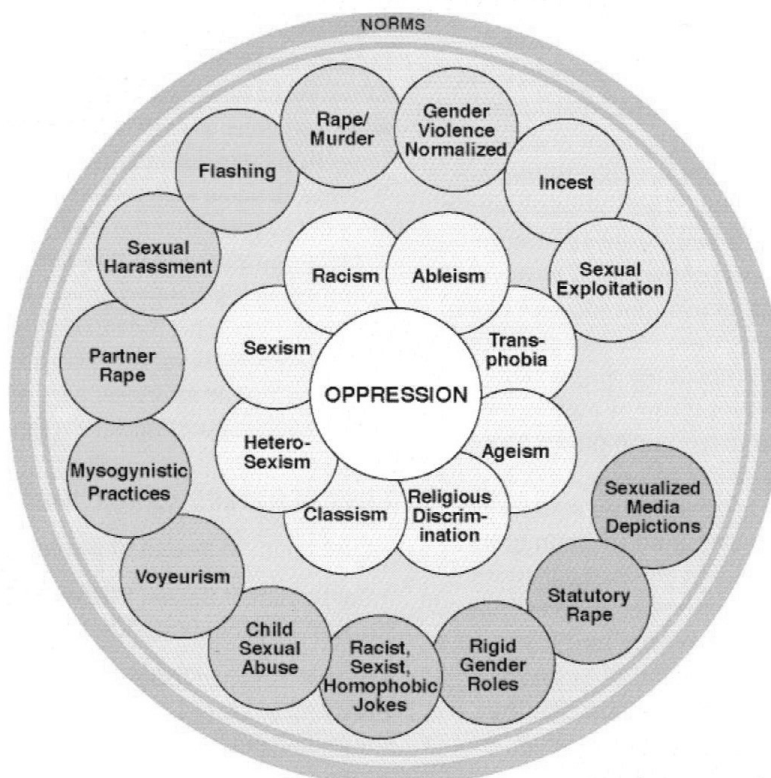 NORMS
Rape/
Murder
Gender
Violence
Normalized
Flashing
Incest
Sexual
Harassment
Sexual
Exploitation
Racism
Ableism
Sexism
Trans-
phobia
Partner
Rape
OPPRESSION
Hetero-
Sexism
Ageism
Mysogynistic
Practices
Sexualized
Media
Depictions
Classism
Religious
Discrim-
ination
Voyeurism
Statutory
Rape
Child
Sexual
Abuse
Racist,
Sexist,
Homophobic
Jokes
Rigid
Gender
Roles